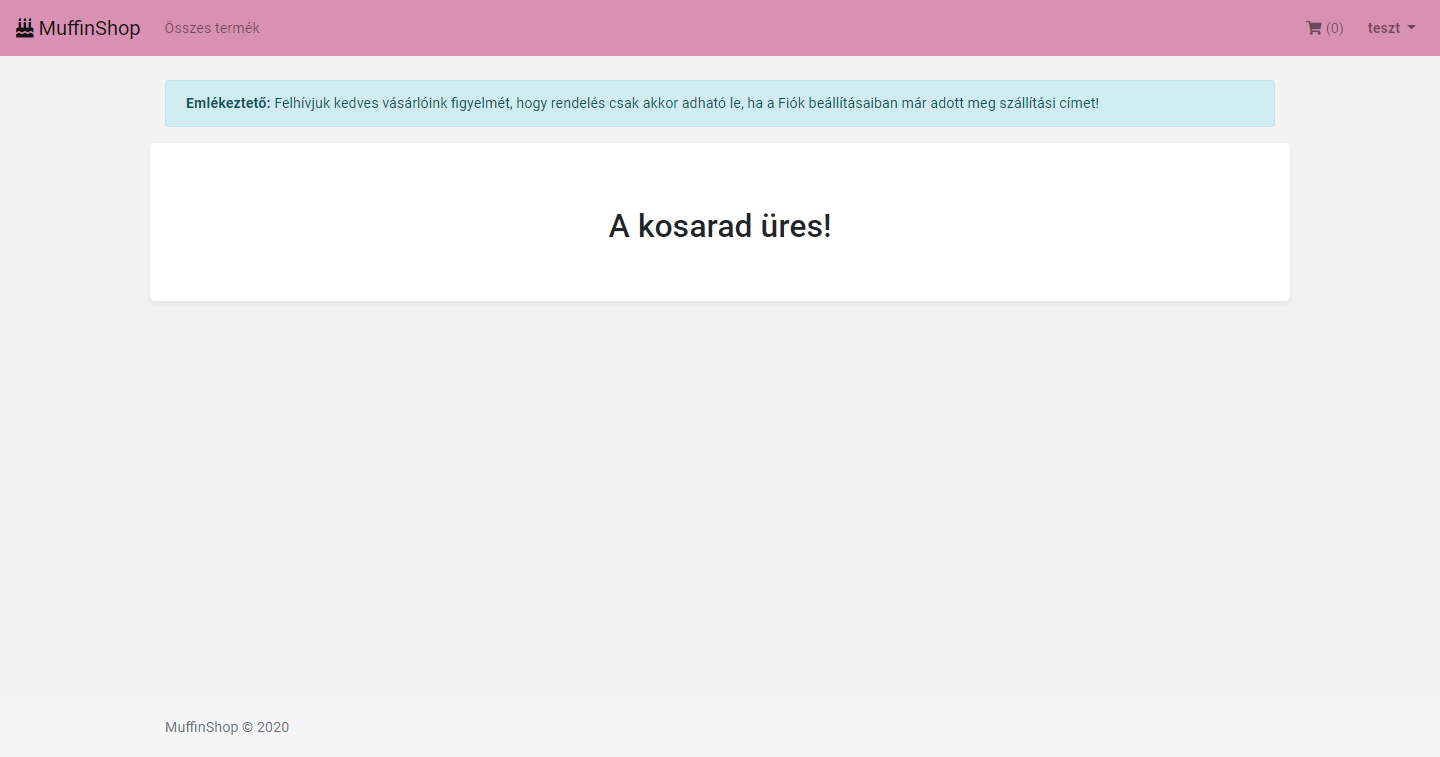 MuffinShop
Összes termék
(0)
teszt
Emlékeztető: Felhívjuk kedves vásárlóink figyelmét, hogy rendelés csak akkor adható le, ha a Fiók beállításaiban már adott meg szállítási címet!
A kosarad üres!
MuffinShop © 2020